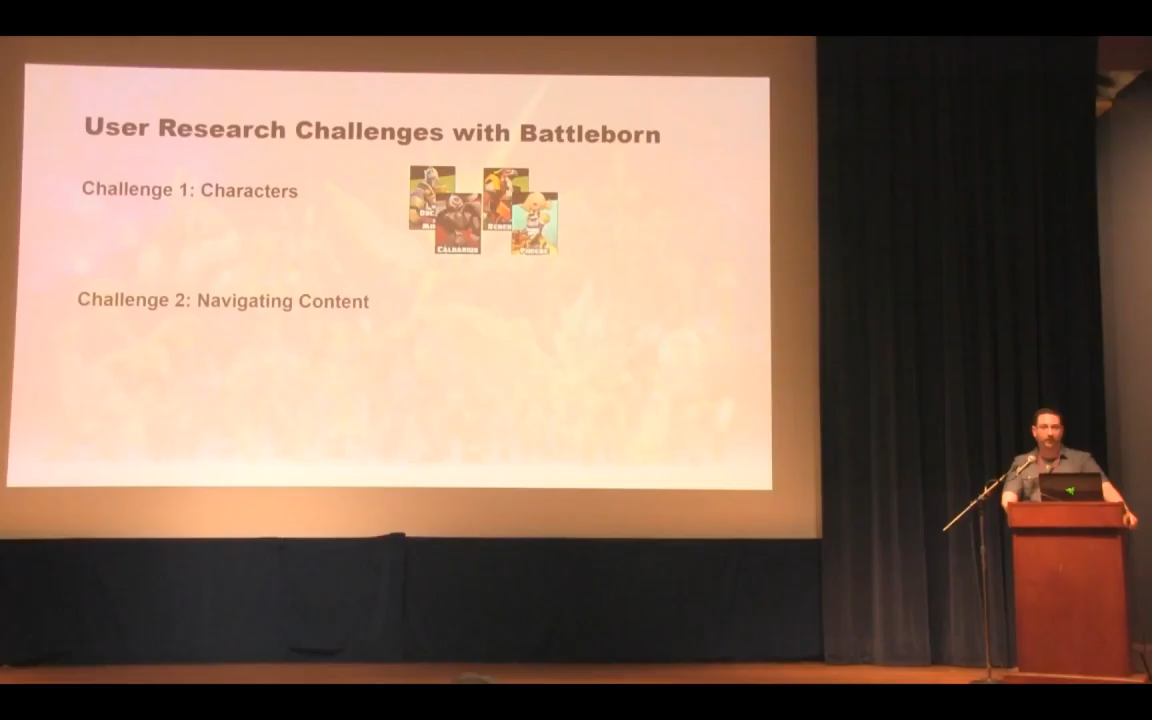 User Research Challenges with Battleborn
Challenge 1: Characters
CALDARIUS
Challenge 2: Navigating Content